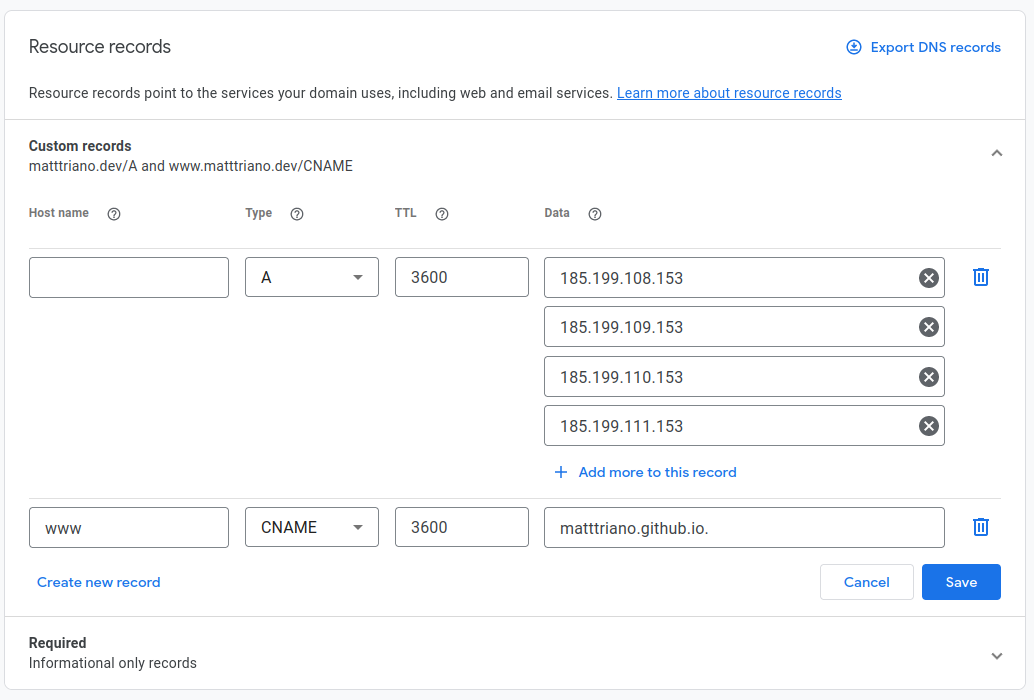 Resource records
Export DNS records
Resource records point to the services your domain uses, including web and email services. Learn more about resource records
Custom records
matttriano.dev/A and www.matttriano.dev/CNAME
Host name Type TTL Data
A 3600 185.199.108.153
185.199.109.153
185.199.110.153
185.199.111.153
Add more to this record
www CNAME 3600 matttriano.github.io.
Create new record Cancel Save
Required
Informational only records